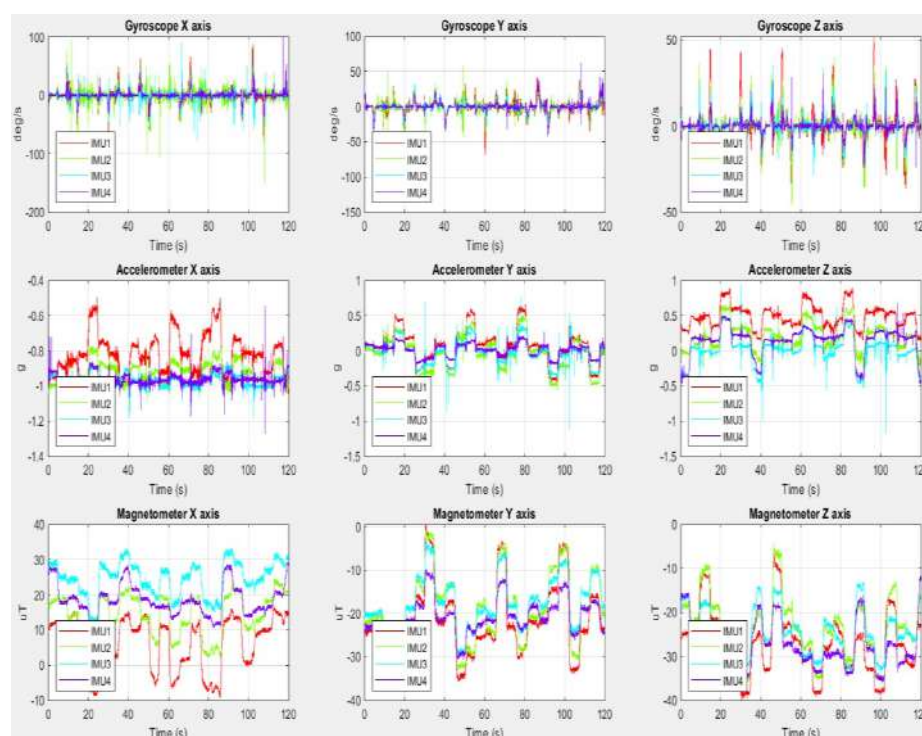 Gyroscope X axis
100
0
-100
-200
deg/s
IMU1
IMU2
IMU3
IMU4
0 20 40 60 80 100 120
Time (s)
Gyroscope Y axis
100
50
0
-50
-100
-150
deg/s
IMU1
IMU2
IMU3
IMU4
0 20 40 60 80 100 120
Time (s)
Gyroscope Z axis
50
0
-50
deg/s
IMU1
IMU2
IMU3
IMU4
0 20 40 60 80 100 120
Time (s)
Accelerometer X axis
-0.4
-0.6
-0.8
-1
-1.2
-1.4
g
IMU1
IMU2
IMU3
IMU4
0 20 40 60 80 100 120
Time (s)
Accelerometer Y axis
1
0.5
0
-0.5
-1
-1.5
g
IMU1
IMU2
IMU3
IMU4
0 20 40 60 80 100 120
Time (s)
Accelerometer Z axis
1
0.5
0
-0.5
-1
-1.5
g
IMU1
IMU2
IMU3
IMU4
0 20 40 60 80 100 120
Time (s)
Magnetometer X axis
40
30
20
10
0
-10
uT
IMU1
IMU2
IMU3
IMU4
0 20 40 60 80 100 120
Time (s)
Magnetometer Y axis
0
-10
-20
-30
-40
uT
IMU1
IMU2
IMU3
IMU4
0 20 40 60 80 100 120
Time (s)
Magnetometer Z axis
0
-10
-20
-30
-40
uT
IMU1
IMU2
IMU3
IMU4
0 20 40 60 80 100 120
Time (s)